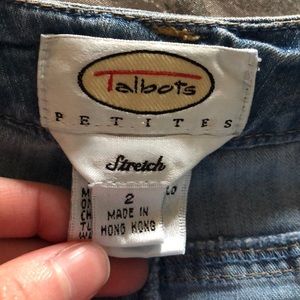 Talbots
PETITES
Stretch
2
MADE IN
HONG KONG